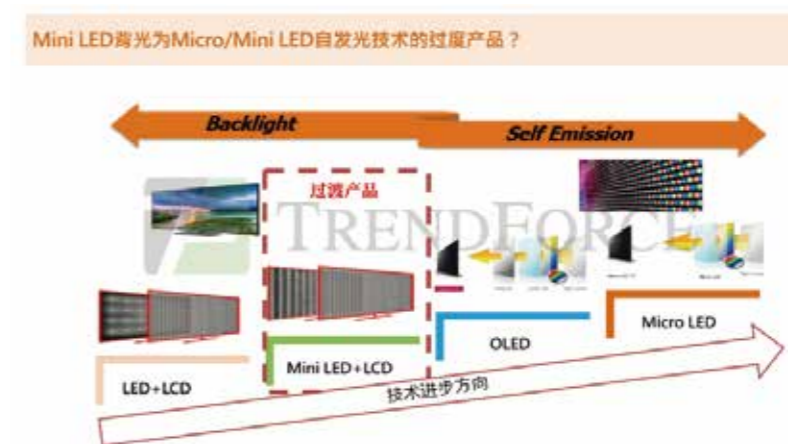 Mini LED背光为Micro/Mini LED自发光技术的过度产品？
Backlight
Self Emission
过渡产品
TRENDFORCE
Micro LED
OLED
Mini LED+LCD
LED+LCD
技术进步方向